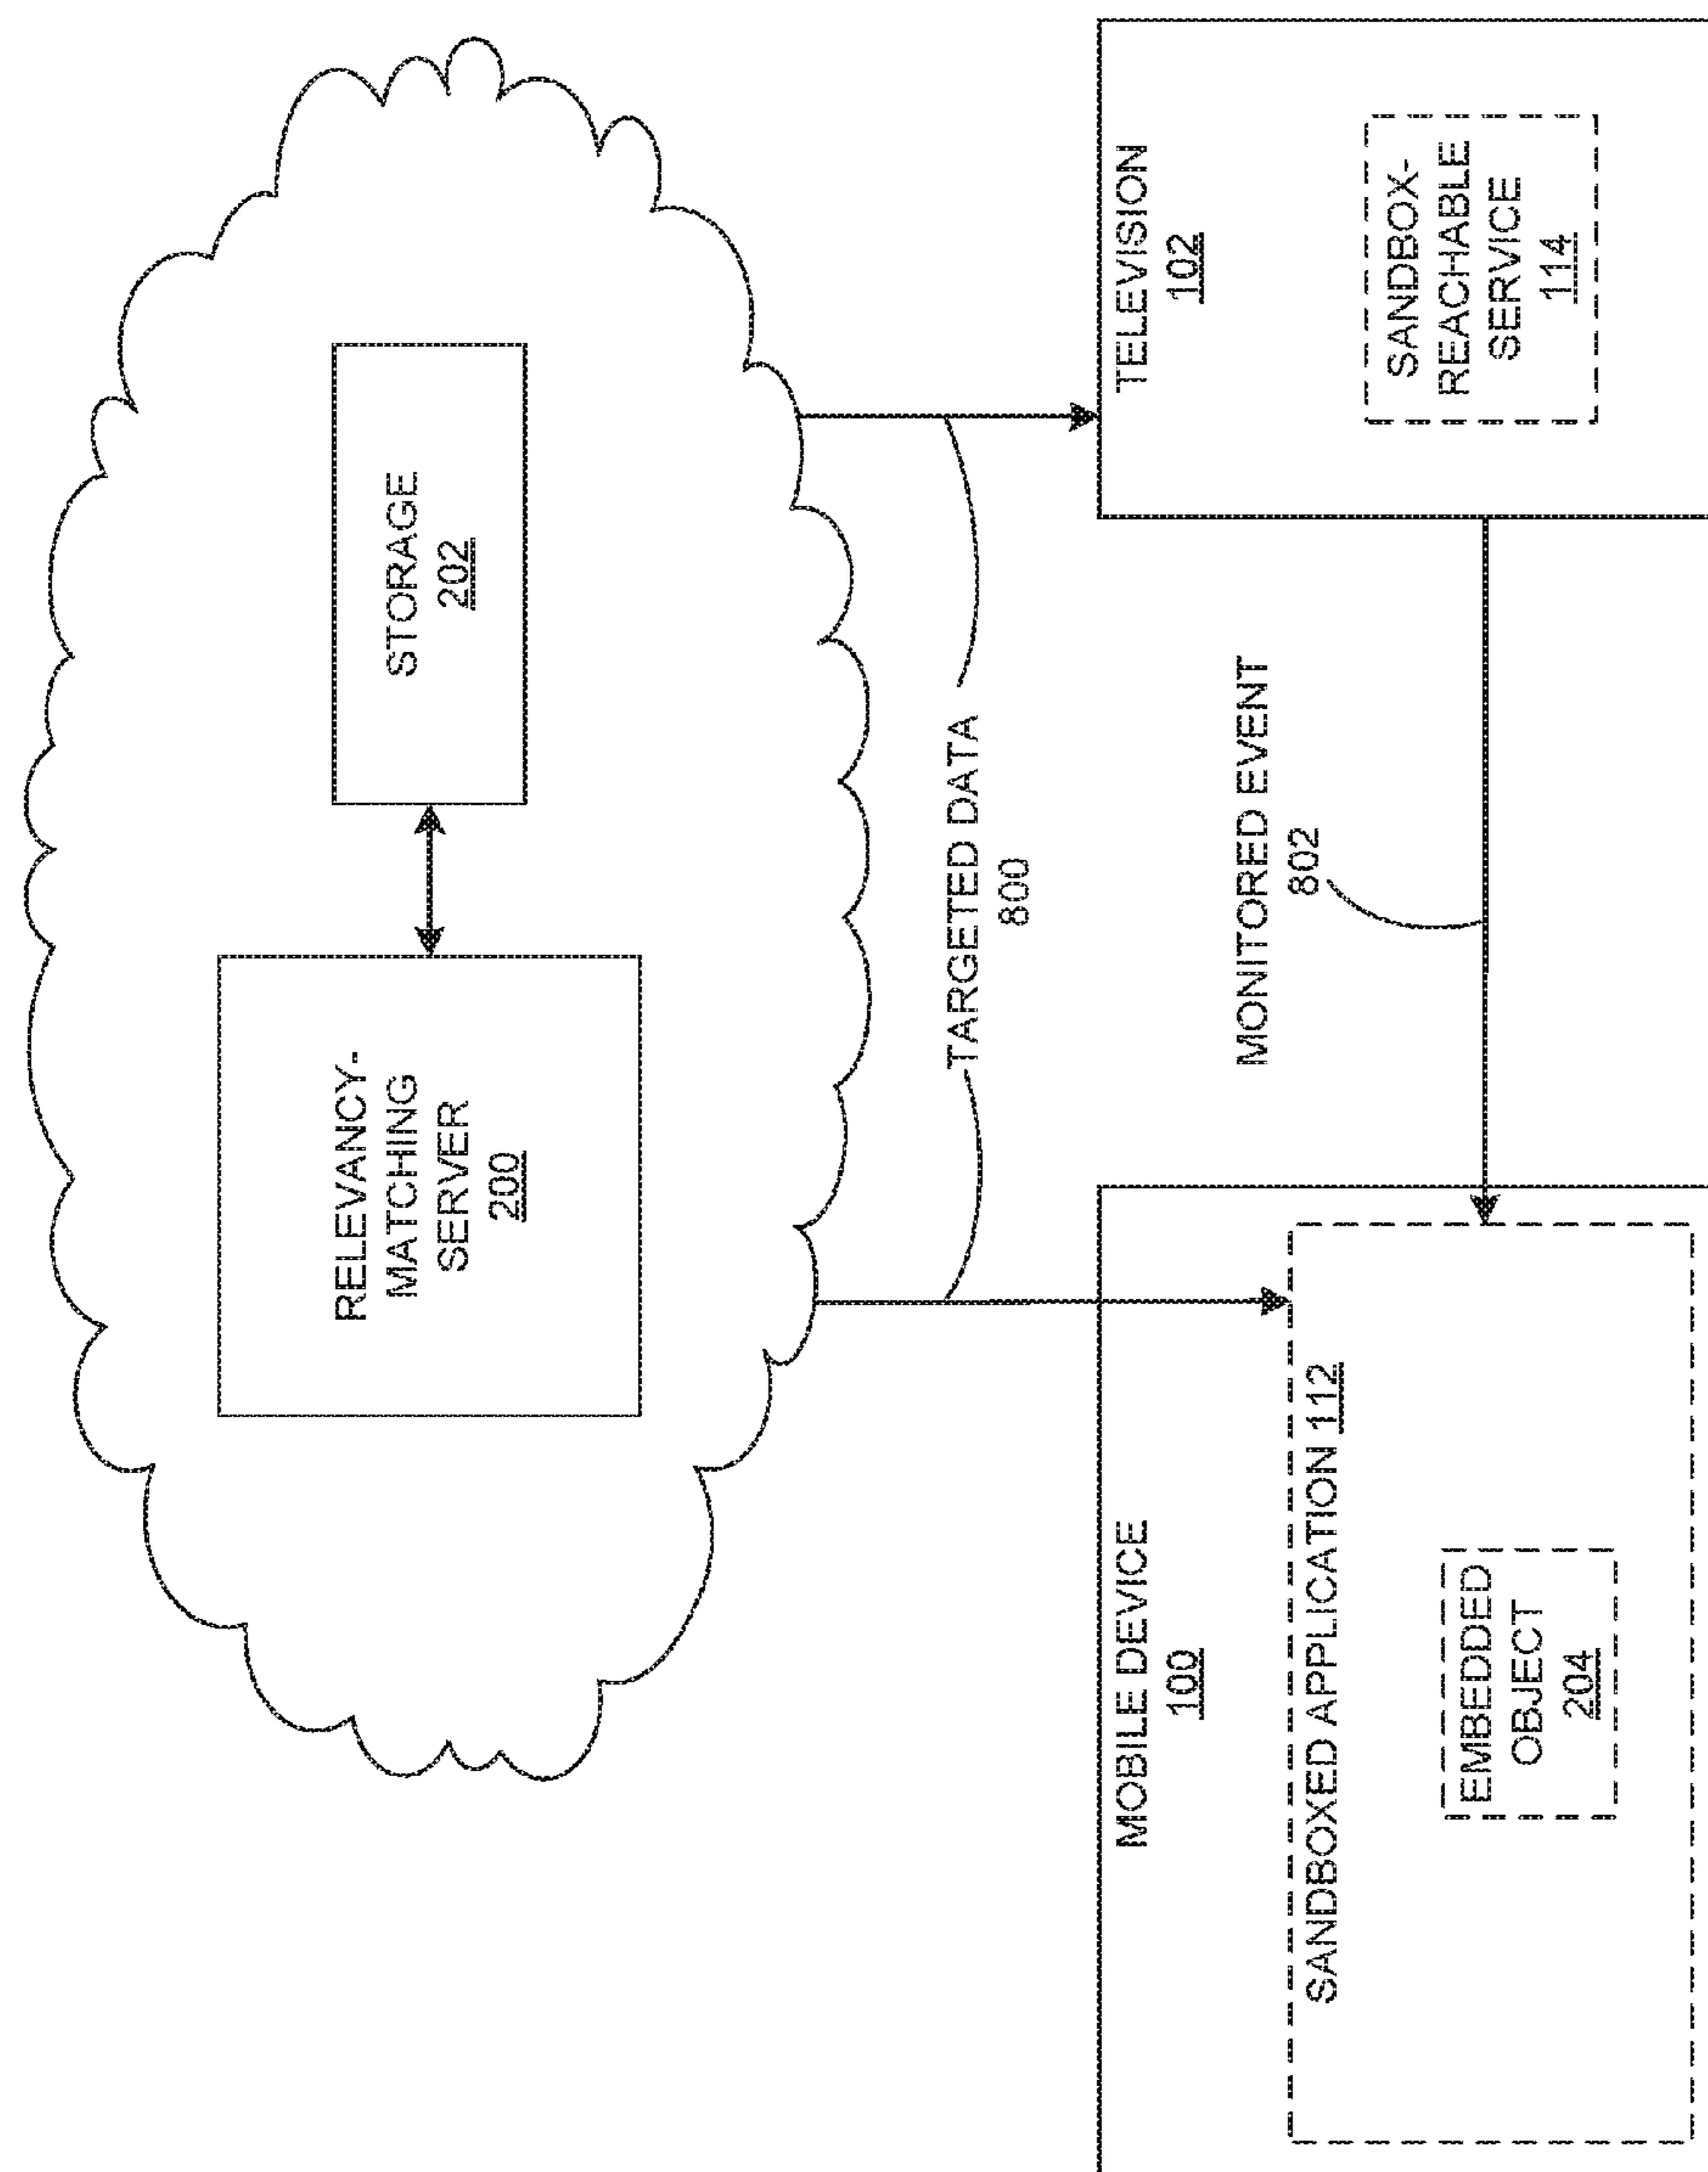 RELEVANCY-
MATCHING
SERVER
200
STORAGE
202
TARGETED DATA
800
MOBILE DEVICE
100
SANDBOXED APPLICATION 112
EMBEDDED
OBJECT
204
MONITORED EVENT
802
TELEVISION
102
SANDBOX-
REACHABLE
SERVICE
114